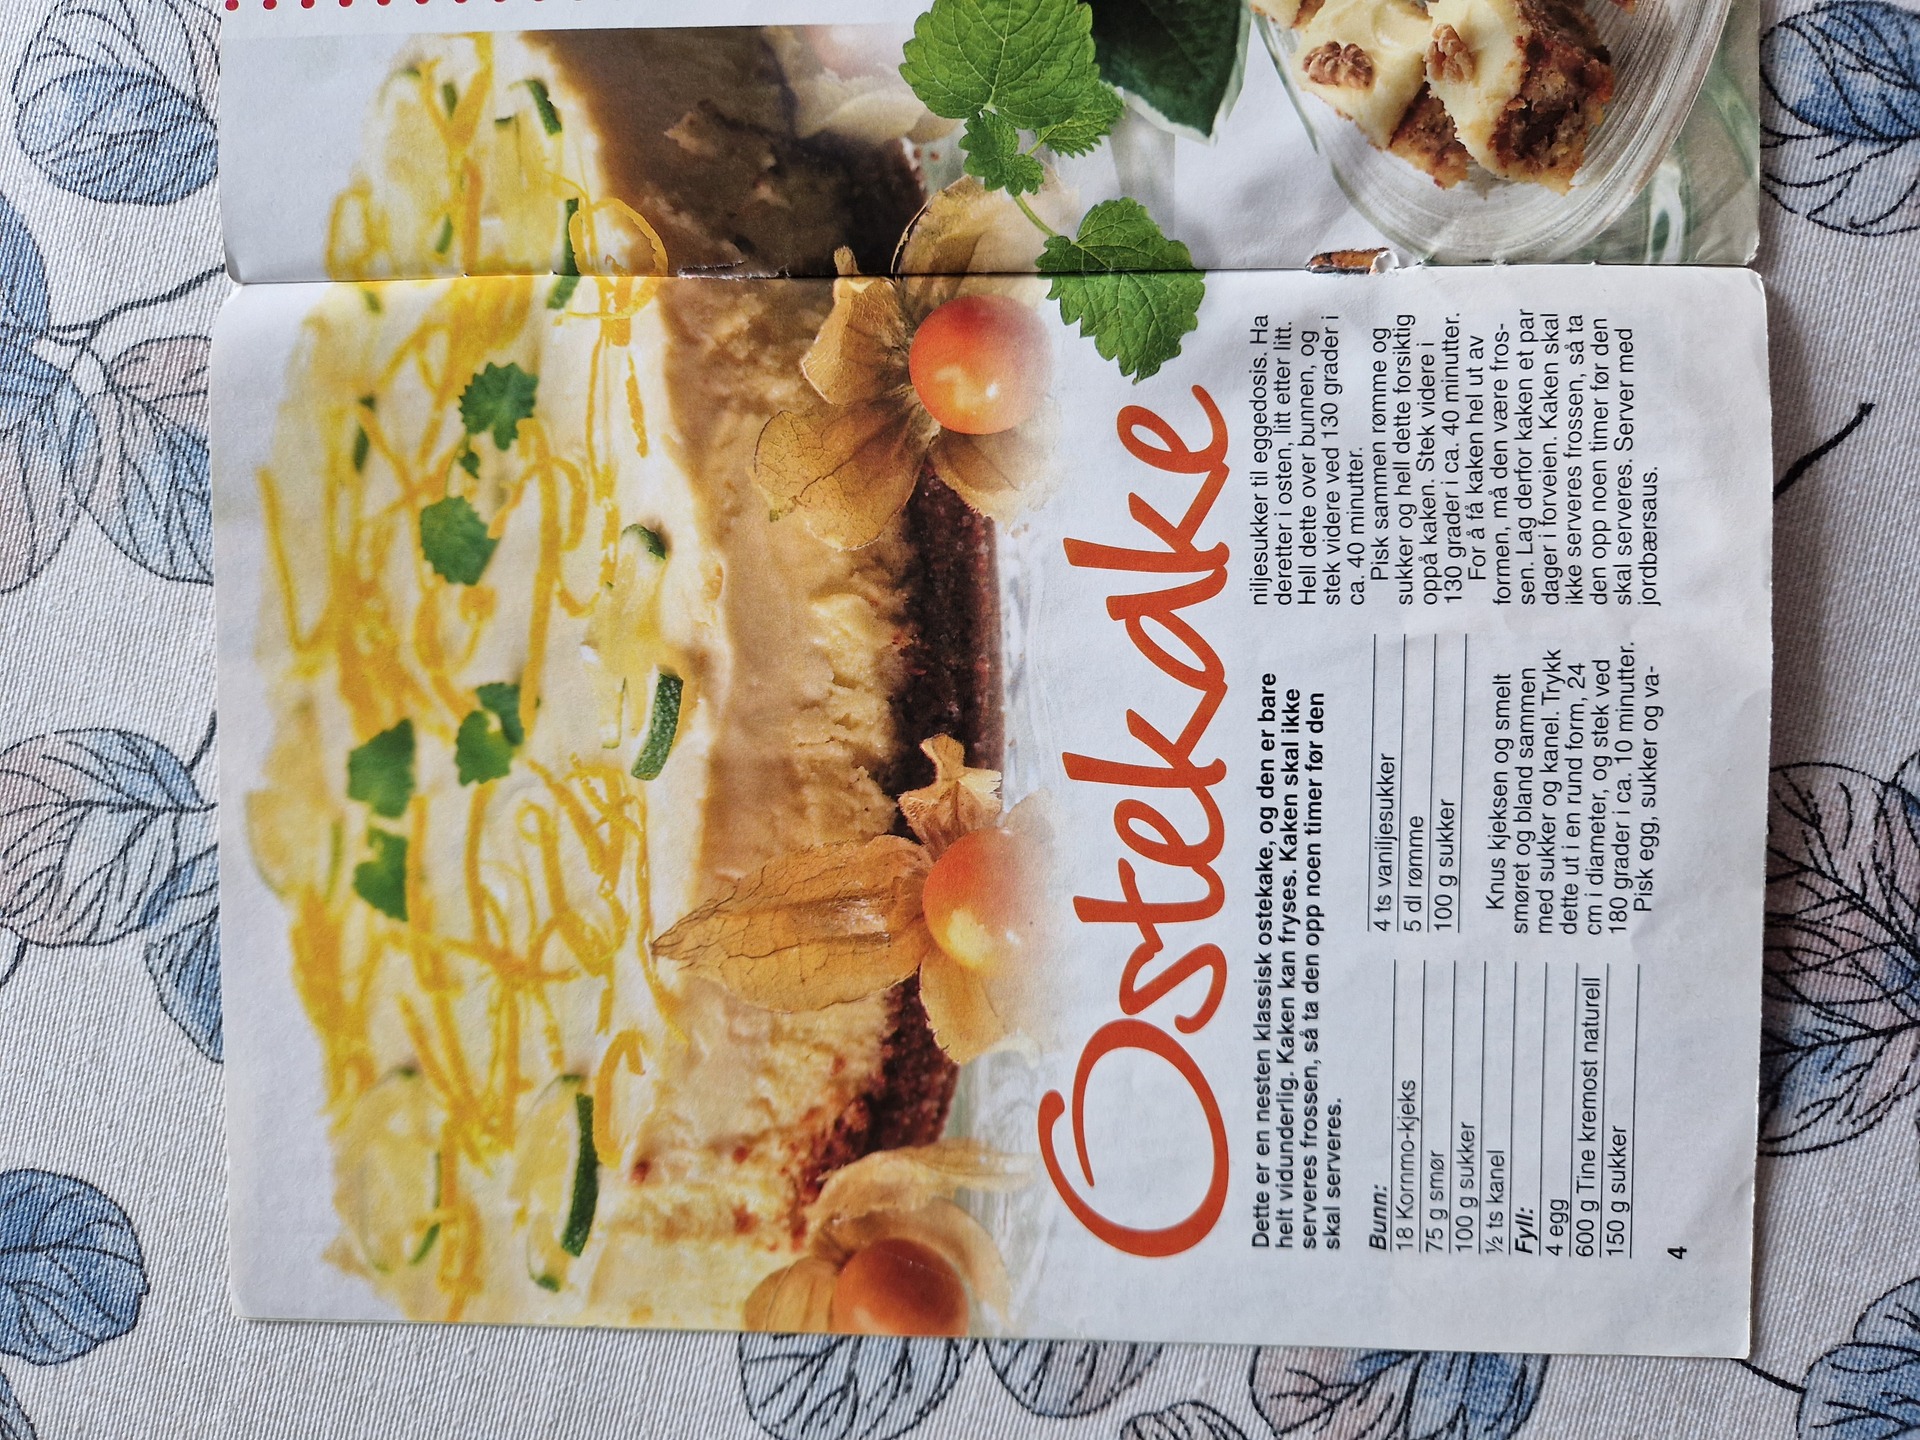 Ostekake
Dette er en nesten klassisk ostekake, og den er bare
helt vidunderlig. Kaken kan fryses. Kaken skal ikke
serveres frossen, så ta den opp noen timer før den
skal serveres.
Bunn:
18 Kornmo-kjeks
75 g smør
100 g sukker
½ ts kanel
Fyll:
4 egg
600 g Tine kremost naturell
150 g sukker
4 ts vaniljesukker
5 dl rømme
100 g sukker
Knus kjeksen og smelt
smøret og bland sammen
med sukker og kanel. Trykk
dette ut i en rund form, 24
cm i diameter, og stek ved
180 grader i ca. 10 minutter.
Pisk egg, sukker og va-
niljesukker til eggedosis. Ha
deretter i osten, litt etter litt.
Hell dette over bunnen, og
stek videre ved 130 grader i
ca. 40 minutter.
Pisk sammen rømme og
sukker og hell dette forsiktig
oppå kaken. Stek videre i
130 grader i ca. 40 minutter.
For å få kaken hel ut av
formen, må den være fros-
sen. Lag derfor kaken et par
dager i forveien. Kaken skal
ikke serveres frossen, så ta
den opp noen timer før den
skal serveres. Server med
jordbærsaus.
4